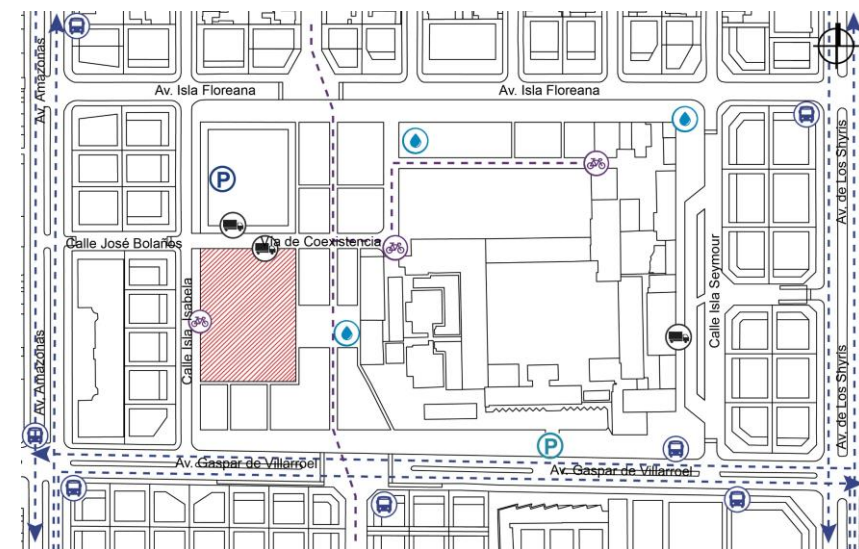 Av. Amazonas
Av. Isla Floreana
Av. Isla Floreana
Av. de Los Shyris
P
Calle José Bolaños
Vía de Coexistencia
Calle Isla Isabela
Calle Isla Seymour
Av. Amazonas
Av. de Los Shyris
P
Av. Gaspar de Villarroel
Av. Gaspar de Villarroel